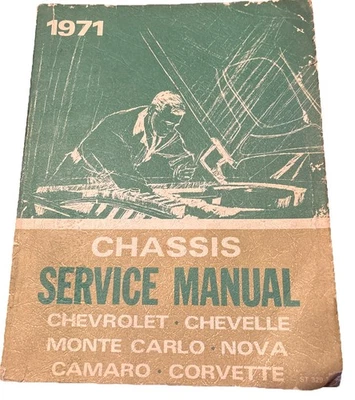 1971
CHASSIS
SERVICE MANUAL
CHEVROLET · CHEVELLE
MONTE CARLO · NOVA
CAMARO · CORVETTE